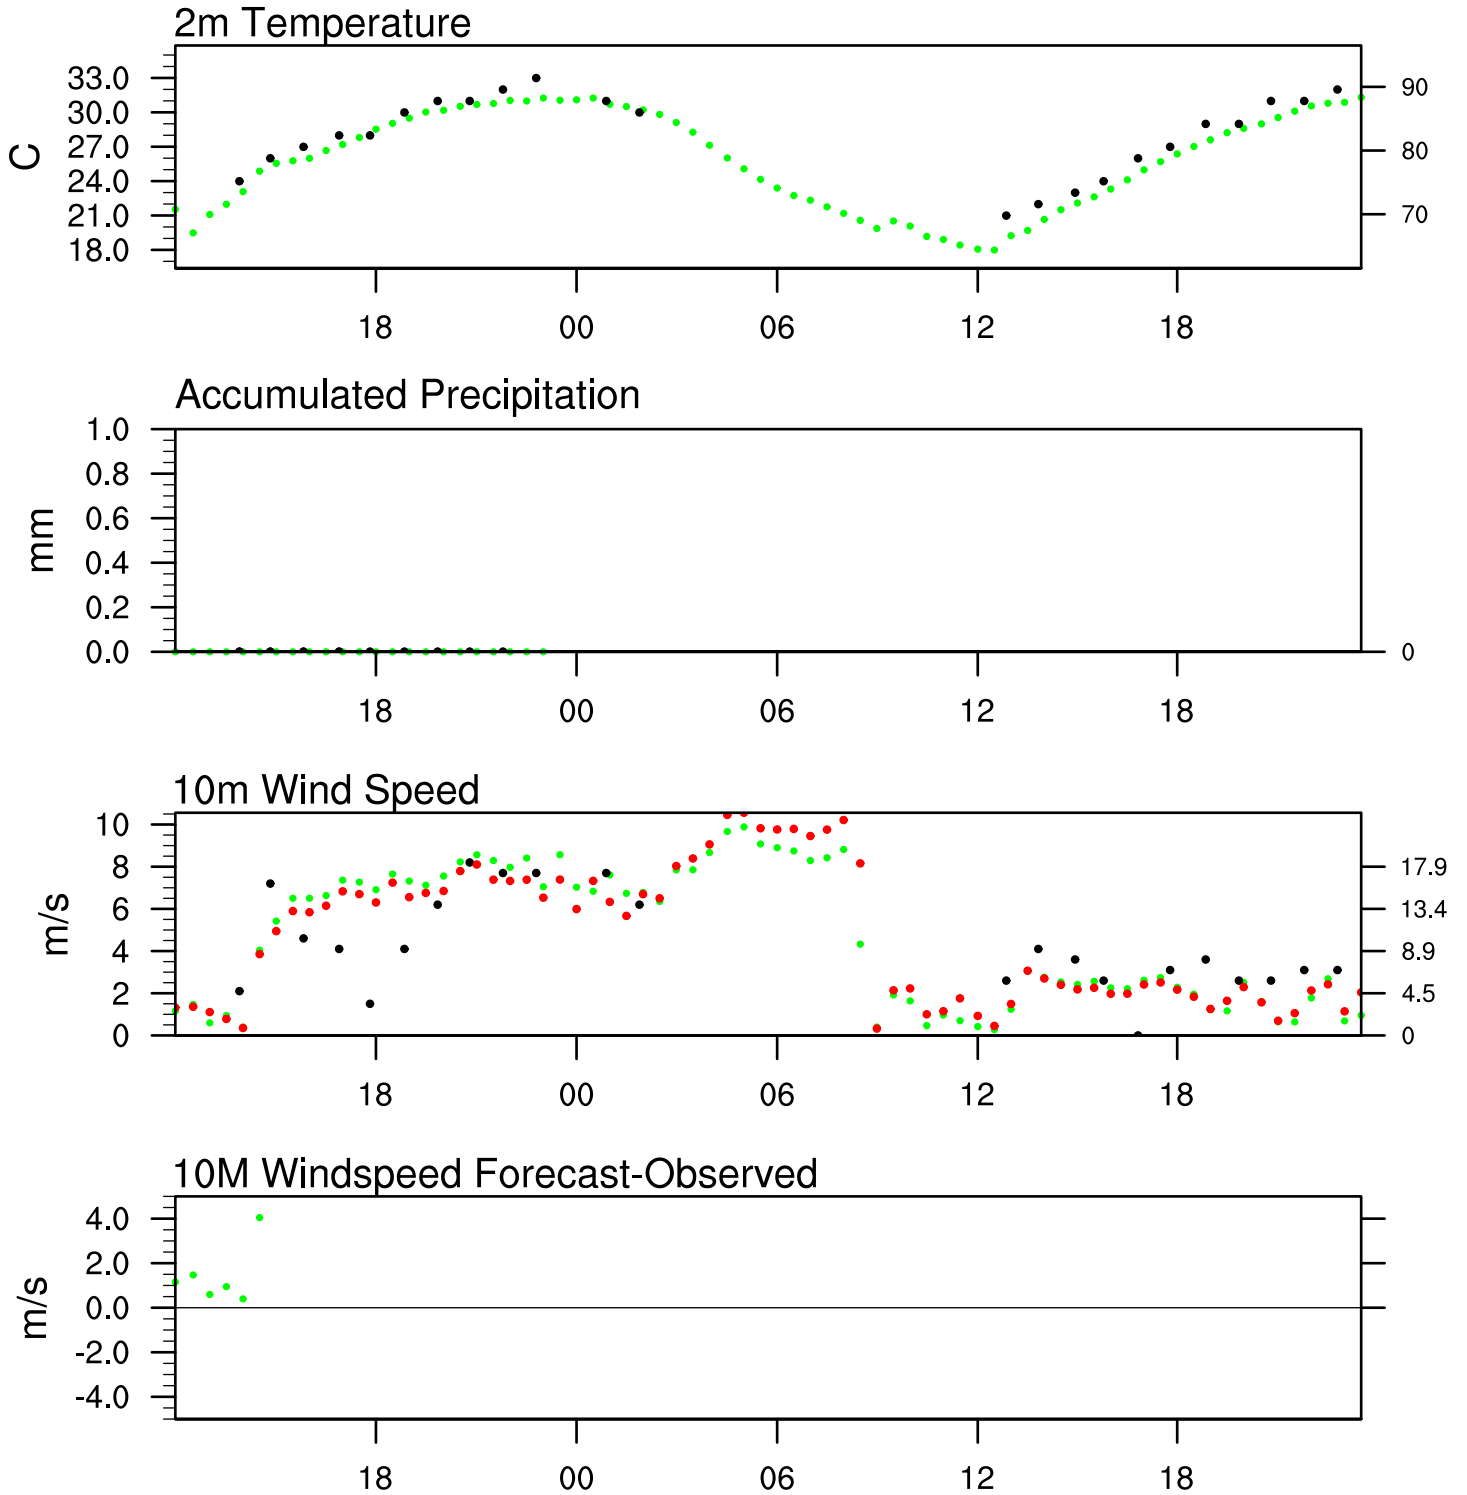 2m Temperature
33.0
30.0
27.0
24.0
21.0
18.0
C
90
80
70
18 00 06 12 18
Accumulated Precipitation
1.0
0.8
0.6
0.4
0.2
0.0
mm
0
18 00 06 12 18
10m Wind Speed
10
8
6
4
2
0
m/s
17.9
13.4
8.9
4.5
0
18 00 06 12 18
10M Windspeed Forecast-Observed
4.0
2.0
0.0
-2.0
-4.0
m/s
18 00 06 12 18